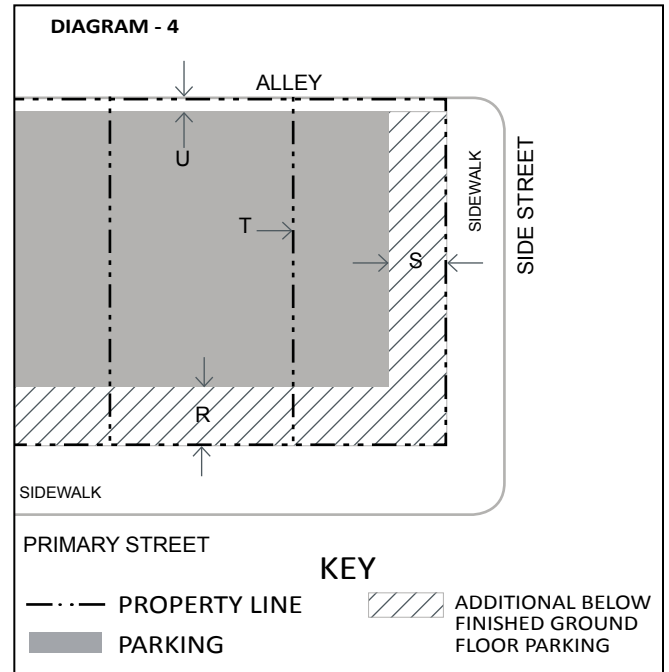 DIAGRAM - 4
ALLEY
U
T
S
R
SIDEWALK
SIDE STREET
SIDEWALK
PRIMARY STREET
KEY
PROPERTY LINE
PARKING
ADDITIONAL BELOW
FINISHED GROUND
FLOOR PARKING